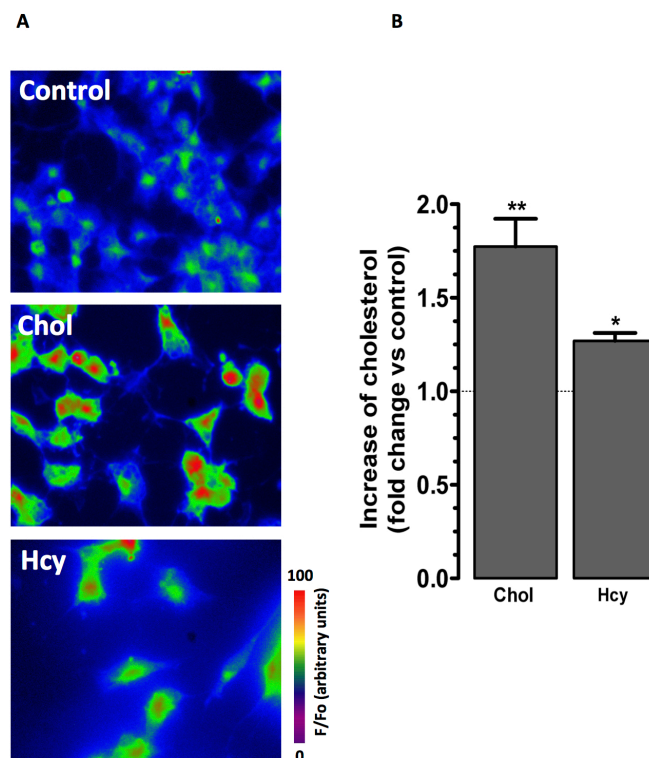 A
B
Control
Chol
Hcy
100
F/Fo (arbitrary units)
0
Increase of cholesterol
(fold change vs control)
2.0
1.5
1.0
0.5
0.0
**
*
Chol
Hcy